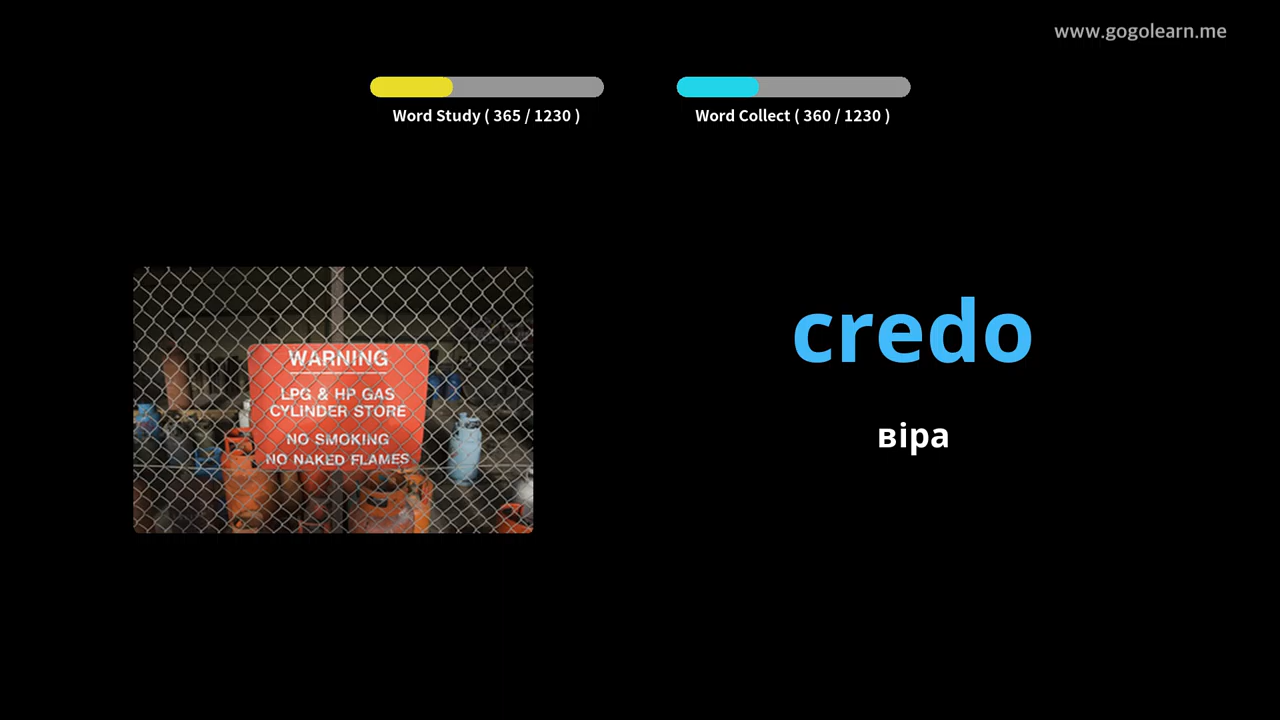 www.gogolearn.me
Word Study ( 365 / 1230 )
Word Collect ( 360 / 1230 )
WARNING
LPG & HP GAS
CYLINDER STORE
NO SMOKING
NO NAKED FLAMES
credo
віра